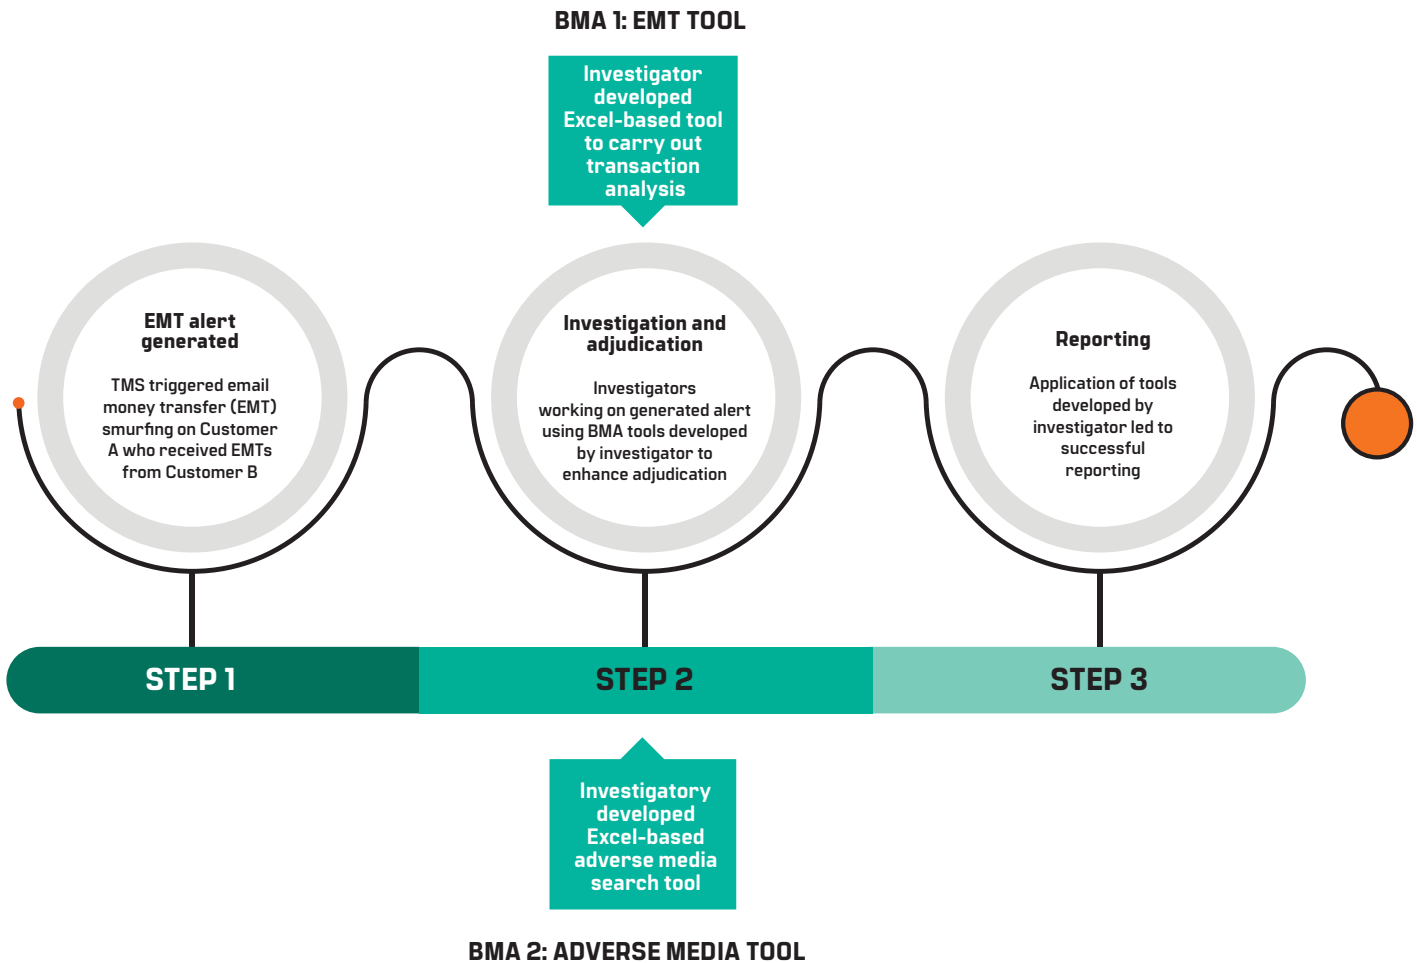 BMA 1: EMT TOOL
Investigator
developed
Excel-based tool
to carry out
transaction
analysis
EMT alert
generated
TMS triggered email
money transfer (EMT)
smurfing on Customer
A who received EMTs
from Customer B
Investigation and
adjudication
Investigators
working on generated alert
using BMA tools developed
by investigator to
enhance adjudication
Reporting
Application of tools
developed by
investigator led to
successful
reporting
STEP 1
STEP 2
STEP 3
Investigatory
developed
Excel-based
adverse media
search tool
BMA 2: ADVERSE MEDIA TOOL